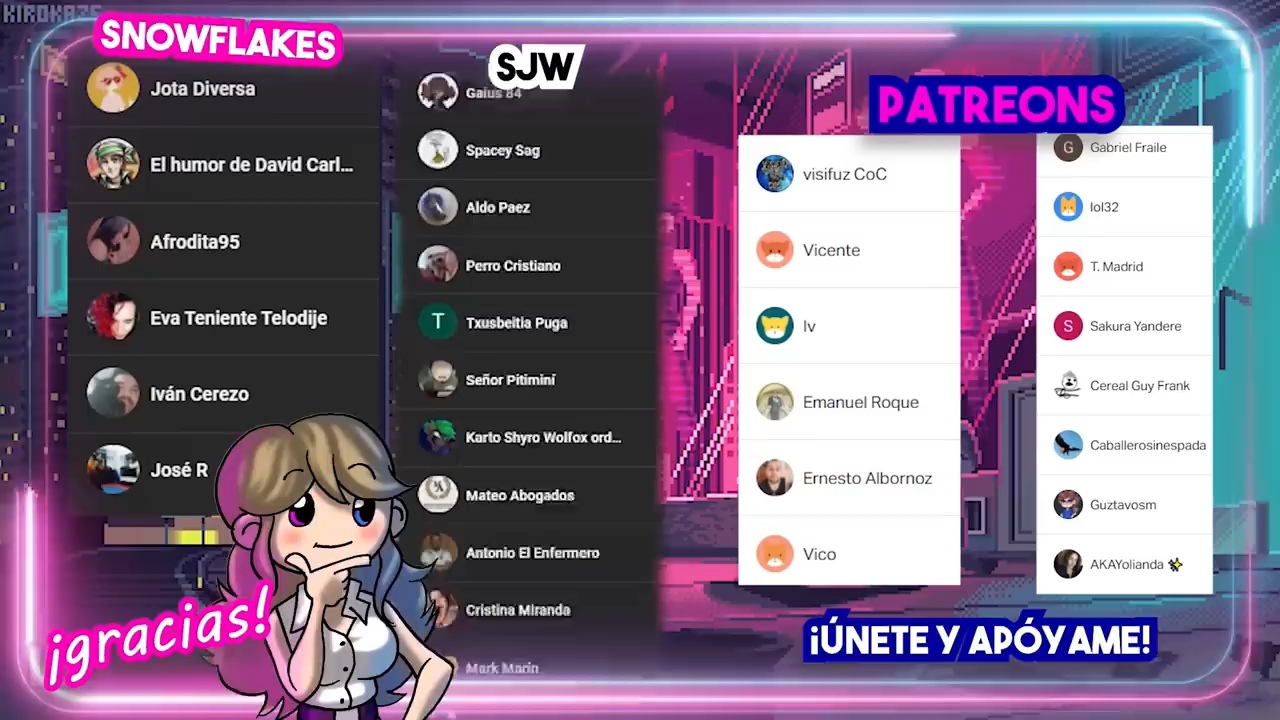 KIROKAZE
SNOWFLAKES
Jota Diversa
El humor de David Carl...
Afrodita95
Eva Teniente Telodije
Iván Cerezo
José R
¡gracias!
SJW
Gaius 84
Spacey Sag
Aldo Paez
Perro Cristiano
T
Txusbeitia Puga
Señor Pitiminí
Karlo Shyro Wolfox ord...
Mateo Abogados
Antonio El Enfermero
Cristina Miranda
Mark Marin
PATREONS
visifuz CoC
Vicente
Iv
Emanuel Roque
Ernesto Albornoz
Vico
G
Gabriel Fraile
lol32
T. Madrid
S
Sakura Yandere
Cereal Guy Frank
Caballerosinespada
Guztavosm
AKAYolianda
¡ÚNETE Y APÓYAME!